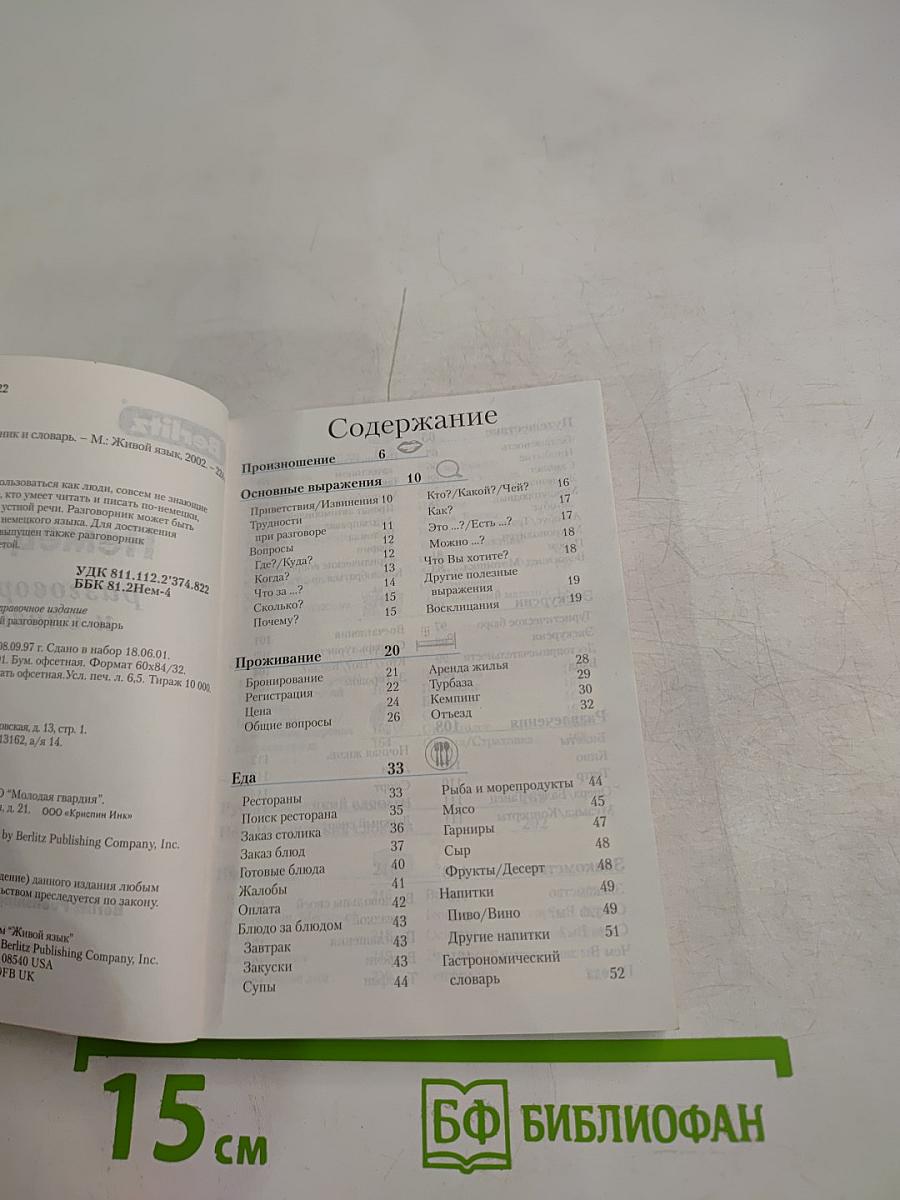 22
Berlitz
ник и словарь. – М.: Живой язык, 2002. –
ользоваться как люди, совсем не знающие
, кто умеет читать и писать по-немецки,
устной речи. Разговорник может быть
немецкого языка. Для достижения
выпущен также разговорник
етой.
УДК 811.112.2'374.822
ББК 81.2Нем-4
правочное издание
й разговорник и словарь
08.09.97 г. Сдано в набор 18.06.01.
01. Бум. офсетная. Формат 60x84/32.
ать офсетная.Усл. печ. л. 6,5. Тираж 10 000
овская, д. 13, стр. 1.
13162, а/я 14.
О "Молодая гвардия".
я, д. 21. ООО «Криспин Инк»
by Berlitz Publishing Company, Inc.
дение) данного издания любым
льством преследуется по закону.
м "Живой язык"
Berlitz Publishing Company, Inc.
08540 USA
9FB UK
Содержание
Произношение 6
Основные выражения 10
Приветствия/Извинения 10
Трудности
при разговоре 11
Вопросы 12
Где?/Куда? 12
Когда? 13
Что за ...? 14
Сколько? 15
Почему? 15
Кто?/Какой?/Чей? 16
Как? 17
Это ...?/Есть ...? 17
Можно ...? 18
Что Вы хотите? 18
Другие полезные
выражения 19
Восклицания 19
Проживание 20
Бронирование 21
Регистрация 22
Цена 24
Общие вопросы 26
Аренда жилья 28
Турбаза 29
Кемпинг 30
Отъезд 32
Еда 33
Рестораны 33
Поиск ресторана 35
Заказ столика 36
Заказ блюд 37
Готовые блюда 40
Жалобы 41
Оплата 42
Блюдо за блюдом 43
Завтрак 43
Закуски 43
Супы 44
Рыба и морепродукты 44
Мясо 45
Гарниры 47
Сыр 48
Фрукты/Десерт 48
Напитки 49
Пиво/Вино 49
Другие напитки 51
Гастрономический
словарь 52
15 см
БФ БИБЛИОФАН